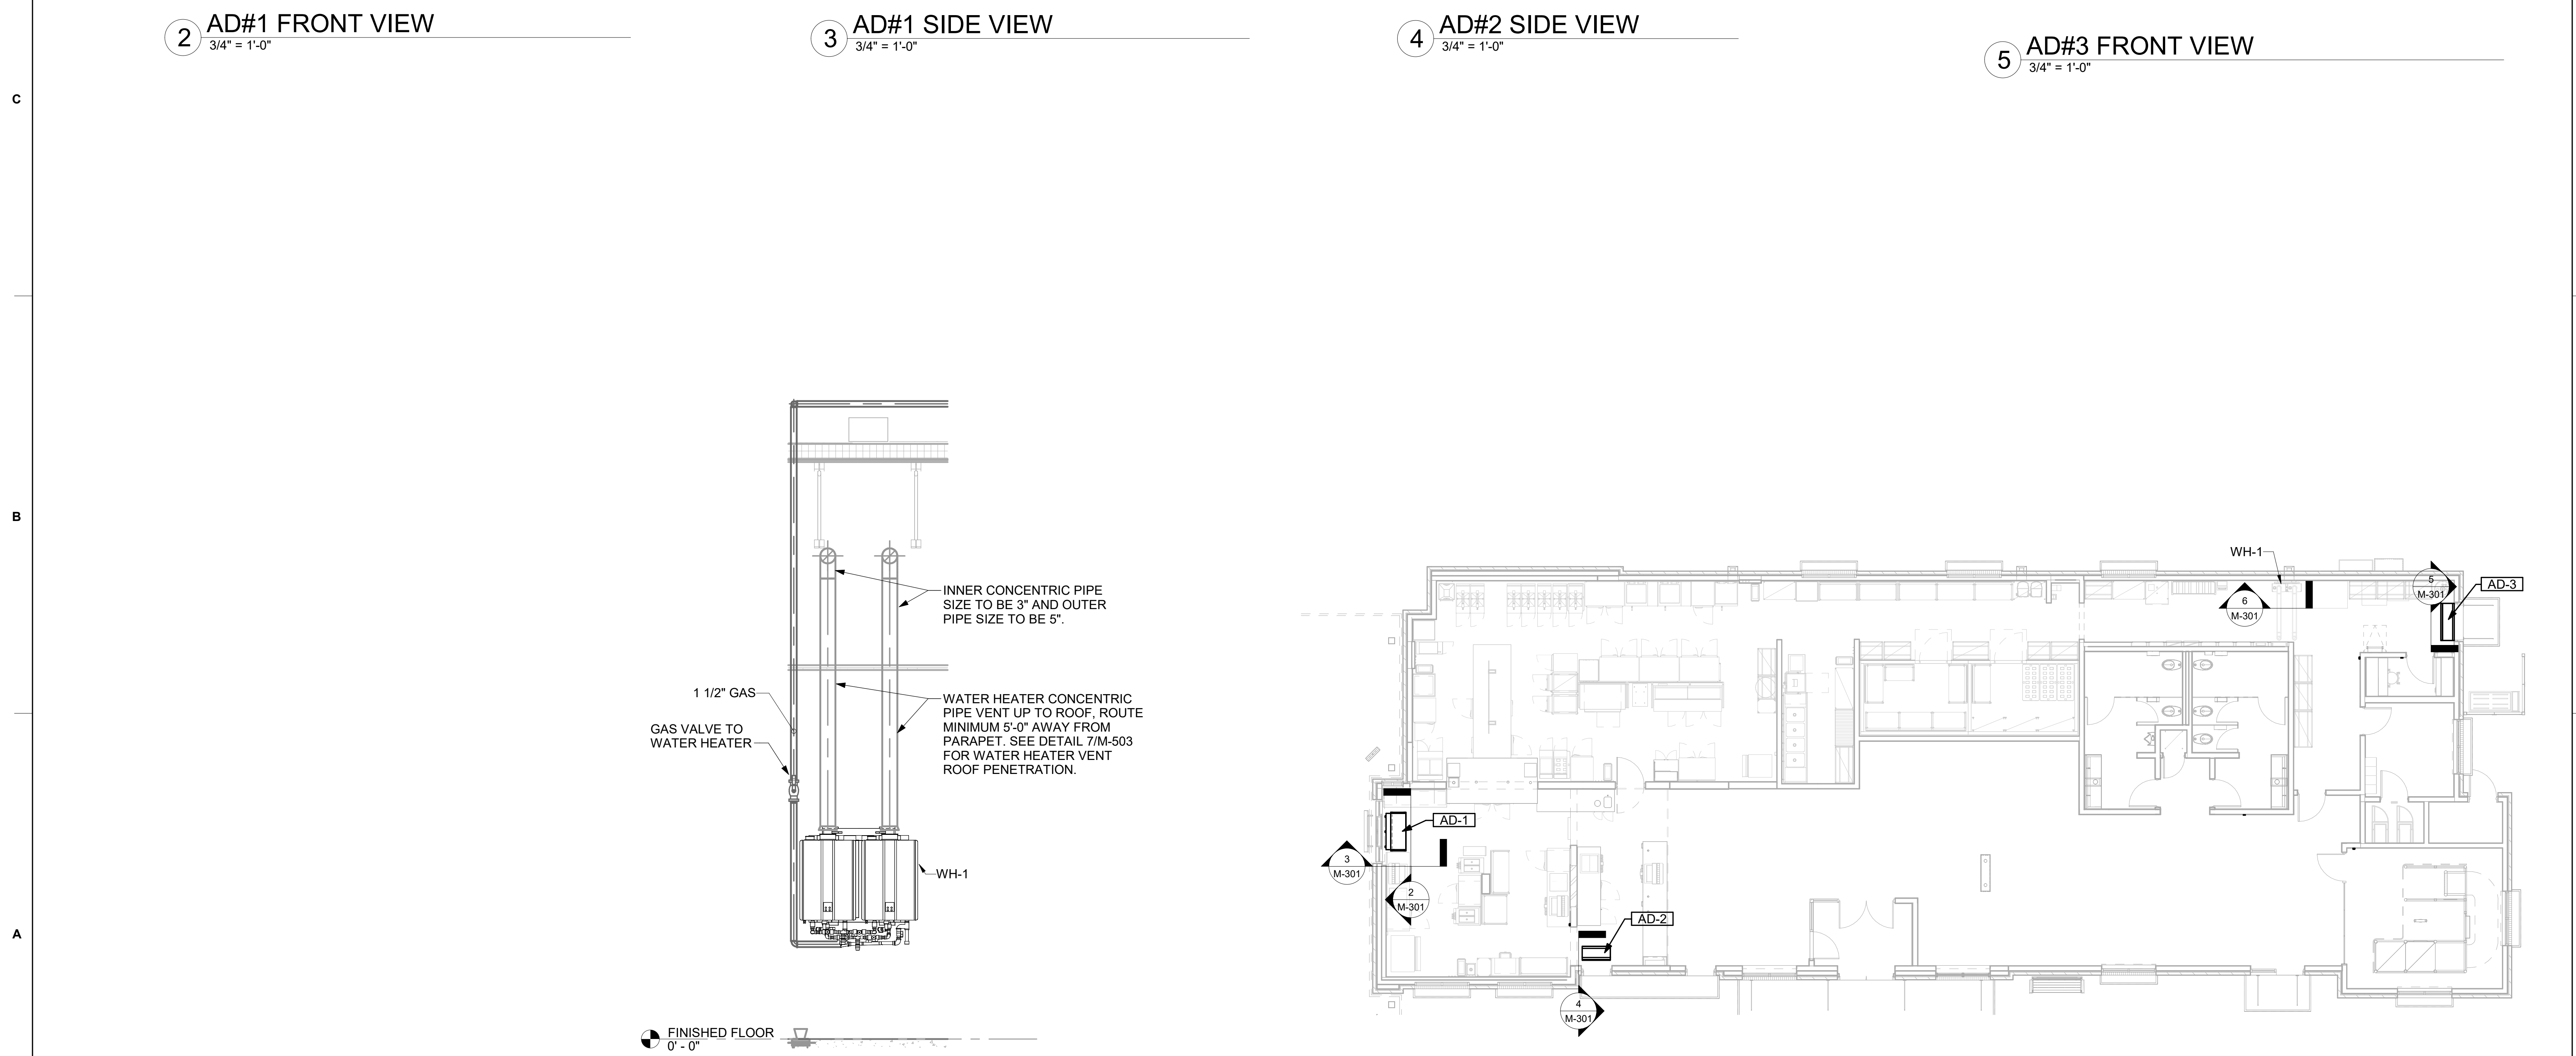 2
AD#1 FRONT VIEW
3/4" = 1'-0"
3
AD#1 SIDE VIEW
3/4" = 1'-0"
4
AD#2 SIDE VIEW
3/4" = 1'-0"
5
AD#3 FRONT VIEW
3/4" = 1'-0"
C
B
A
INNER CONCENTRIC PIPE
SIZE TO BE 3" AND OUTER
PIPE SIZE TO BE 5".
1 1/2" GAS
GAS VALVE TO
WATER HEATER
WATER HEATER CONCENTRIC
PIPE VENT UP TO ROOF, ROUTE
MINIMUM 5'-0" AWAY FROM
PARAPET. SEE DETAIL 7/M-503
FOR WATER HEATER VENT
ROOF PENETRATION.
WH-1
FINISHED FLOOR
0' - 0"
WH-1
6
M-301
5
M-301
AD-3
AD-1
3
M-301
2
M-301
AD-2
4
M-301